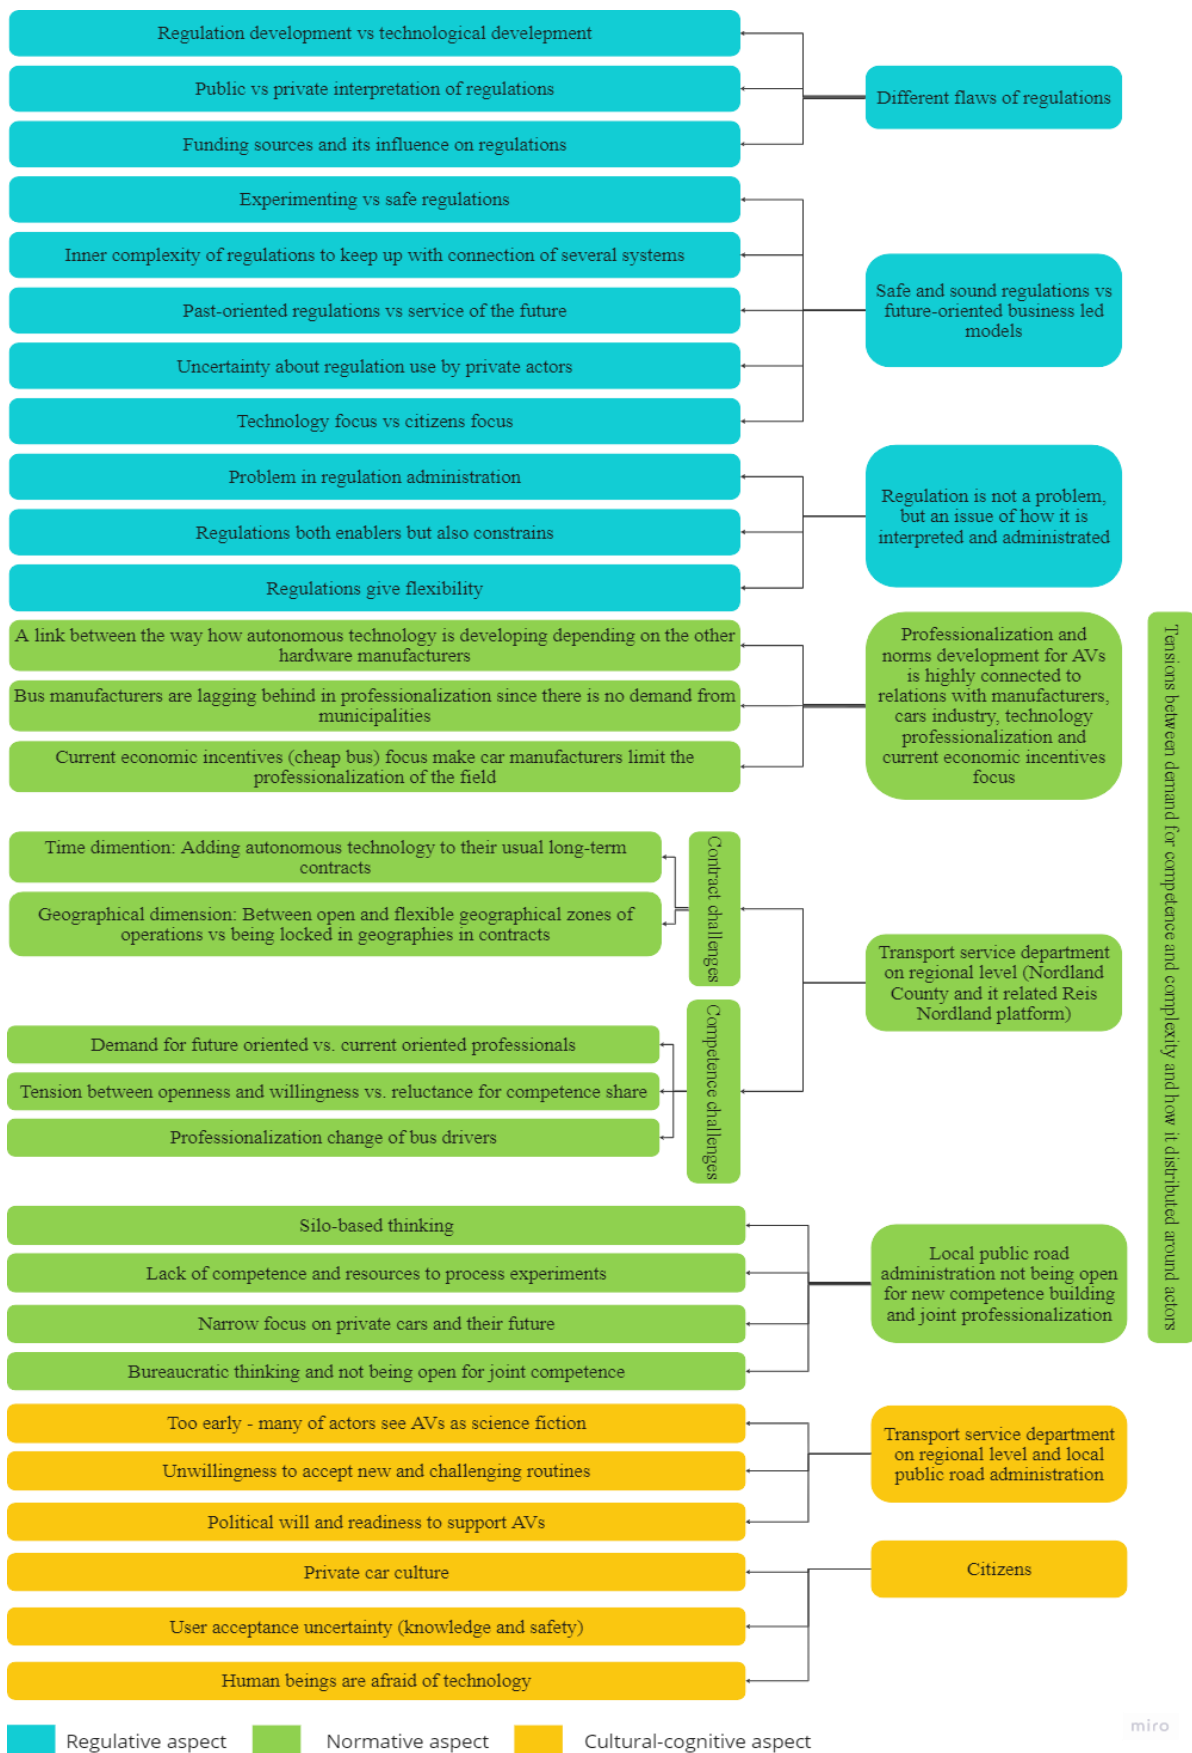 Regulation development vs technological develepment
Public vs private interpretation of regulations
Funding sources and its influence on regulations
Different flaws of regulations
Experimenting vs safe regulations
Inner complexity of regulations to keep up with connection of several systems
Past-oriented regulations vs service of the future
Uncertainty about regulation use by private actors
Technology focus vs citizens focus
Safe and sound regulations vs
future-oriented business led
models
Problem in regulation administration
Regulations both enablers but also constrains
Regulations give flexibility
Regulation is not a problem,
but an issue of how it is
interpreted and administrated
A link between the way how autonomous technology is developing depending on the other
hardware manufacturers
Bus manufacturers are lagging behind in professionalization since there is no demand from
municipalities
Current economic incentives (cheap bus) focus make car manufacturers limit the
professionalization of the field
Professionalization and
norms development for AVs
is highly connected to
relations with manufacturers,
cars industry, technology
professionalization and
current economic incentives
focus
Time dimention: Adding autonomous technology to their usual long-term
contracts
Geographical dimension: Between open and flexible geographical zones of
operations vs being locked in geographies in contracts
Contract challenges
Demand for future oriented vs. current oriented professionals
Tension between openness and willingness vs. reluctance for competence share
Professionalization change of bus drivers
Competence challenges
Transport service department
on regional level (Nordland
County and it related Reis
Nordland platform)
Silo-based thinking
Lack of competence and resources to process experiments
Narrow focus on private cars and their future
Bureaucratic thinking and not being open for joint competence
Local public road
administration not being open
for new competence building
and joint professionalization
Tensions between demand for competence and complexity and how it distributed around actors
Too early - many of actors see AVs as science fiction
Unwillingness to accept new and challenging routines
Political will and readiness to support AVs
Transport service department
on regional level and local
public road administration
Private car culture
User acceptance uncertainty (knowledge and safety)
Human beings are afraid of technology
Citizens
Regulative aspect
Normative aspect
Cultural-cognitive aspect
miro